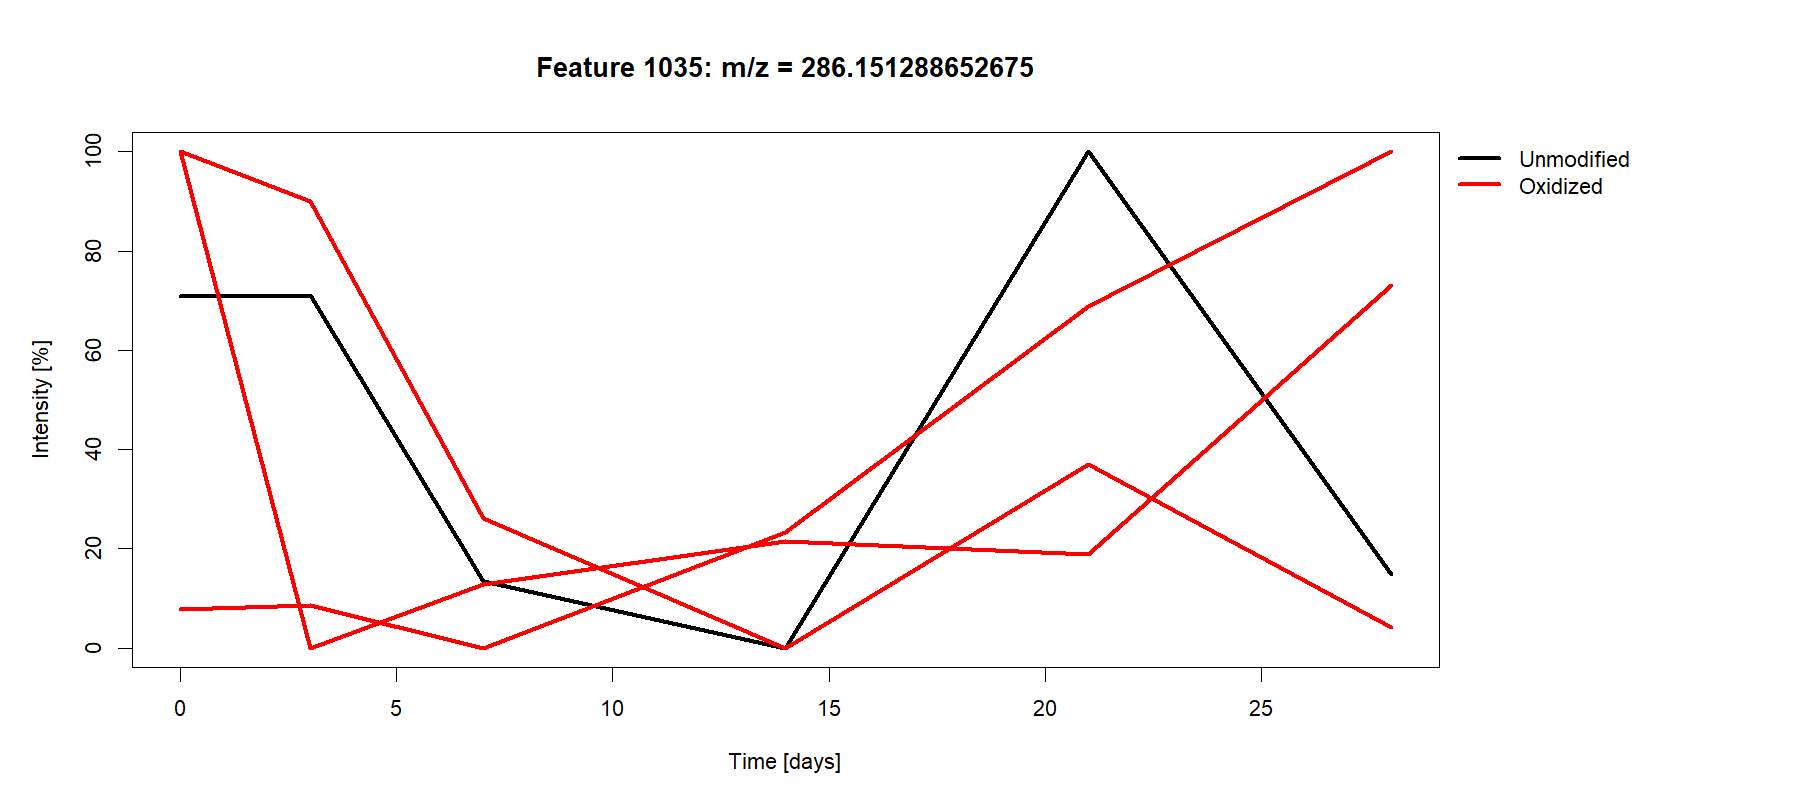 Feature 1035: m/z = 286.151288652675
Unmodified
Oxidized
Intensity [%]
100
80
60
40
20
0
0 5 10 15 20 25
Time [days]